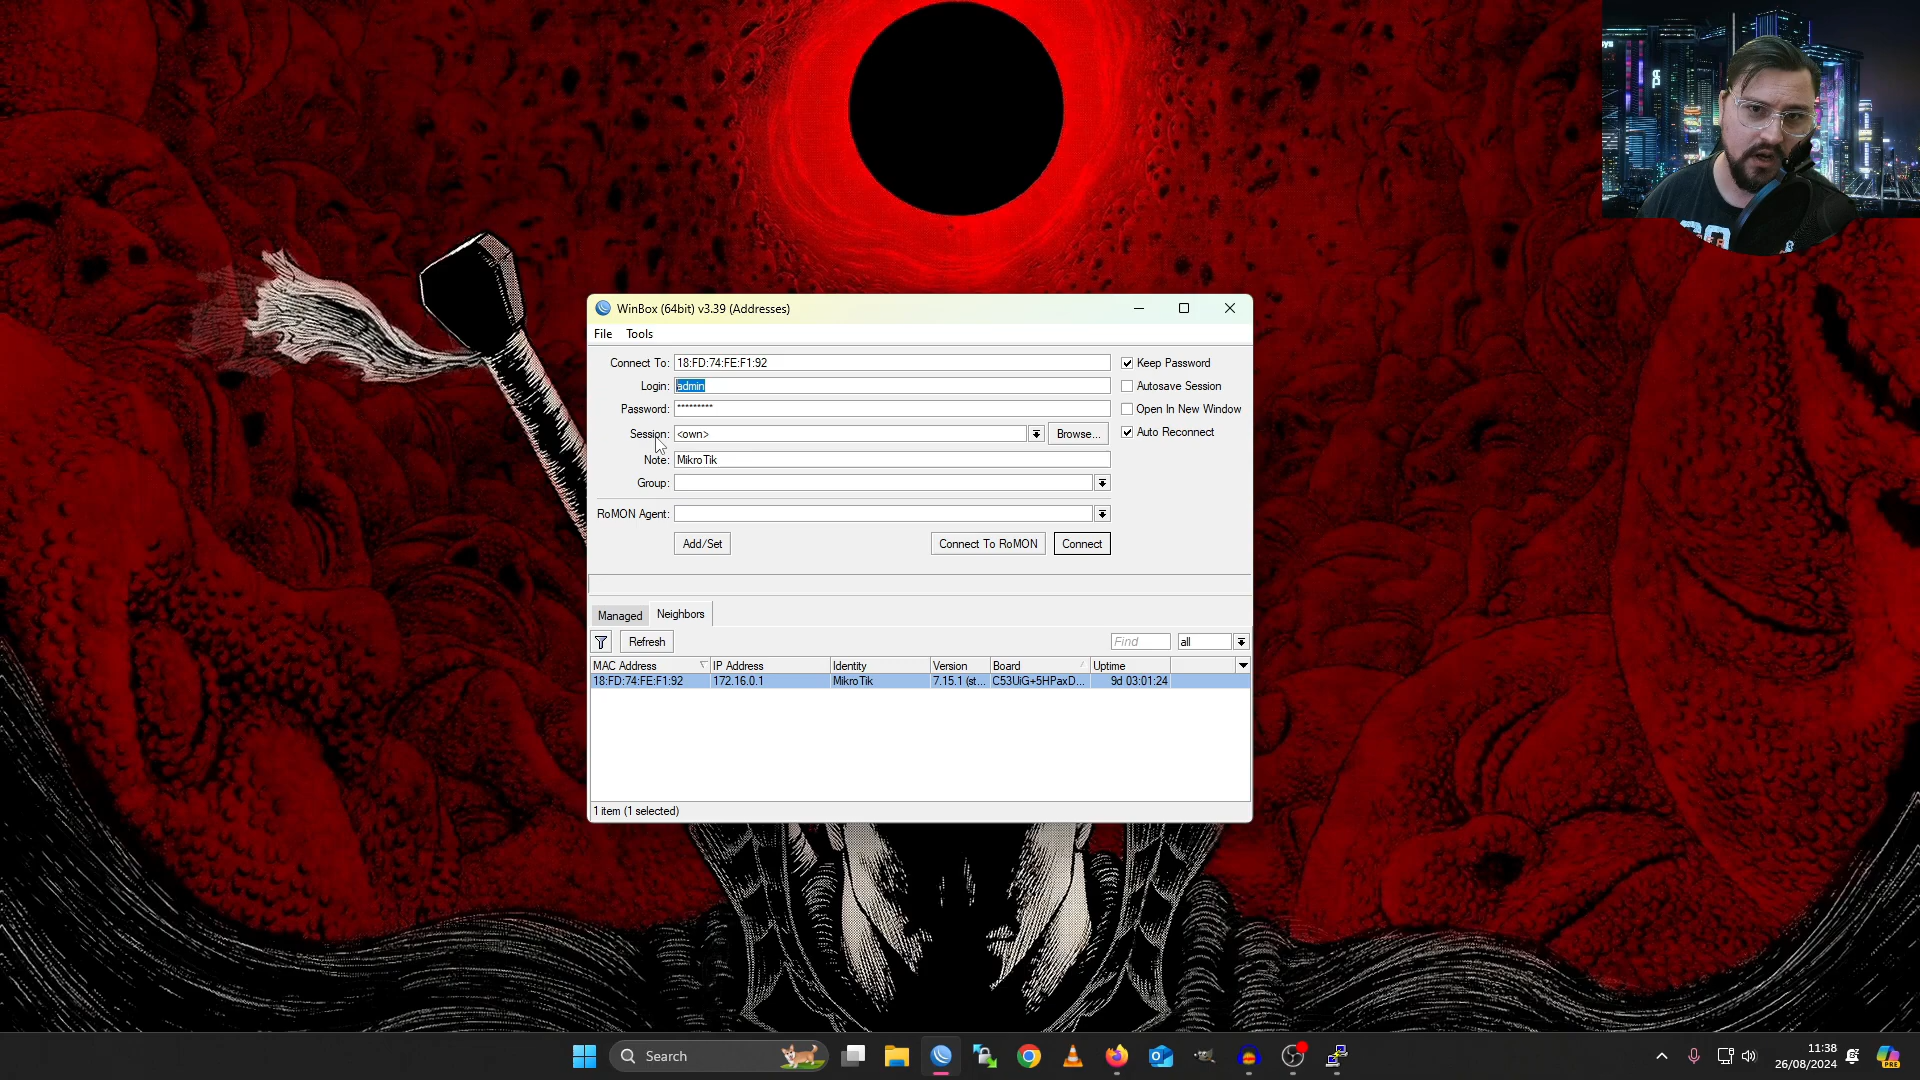 WinBox (64bit) v3.39 (Addresses)
File Tools
Connect To: 18:FD:74:FE:F1:92
Keep Password
Login: admin
Autosave Session
Password: *********
Open In New Window
Session: <own>
Browse...
Auto Reconnect
Note: MikroTik
Group:
RoMON Agent:
Add/Set
Connect To RoMON
Connect
Managed Neighbors
Refresh
Find
all
MAC Address IP Address Identity Version Board Uptime
18:FD:74:FE:F1:92 172.16.0.1 MikroTik 7.15.1 (st... C53UiG+5HPaxD... 9d 03:01:24
1 item (1 selected)
Search
11:38
26/08/2024
PRE